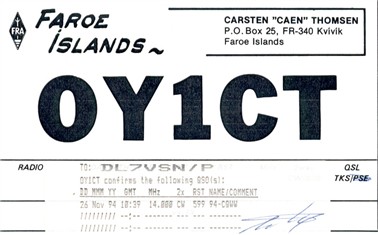 FRA
FAROE
ISLANDS~
CARSTEN "CAEN" THOMSEN
P.O. Box 25, FR-340 Kvivik
Faroe Islands
OY1CT
RADIO
TO: DL7VSN/P
QSL
TKS/PSE
OY1CT confirms the following QSO(s):
DD MMM YY GMT MHz 2x RST NAME/COMMENT
26 Nov 94 10:39 14.000 CW 599 94-CQWW
///////// --:-- ///////// -- ///
///////// --:-- ///////// -- ///